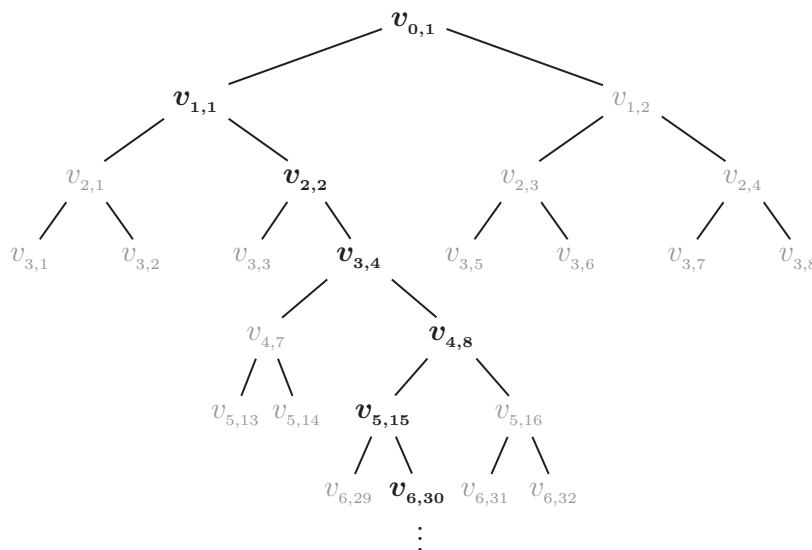 v0,1
v1,1 v1,2
v2,1 v2,2 v2,3 v2,4
v3,1 v3,2 v3,3 v3,4 v3,5 v3,6 v3,7 v3,8
v4,7 v4,8
v5,13 v5,14 v5,15 v5,16
v6,29 v6,30 v6,31 v6,32
⋮